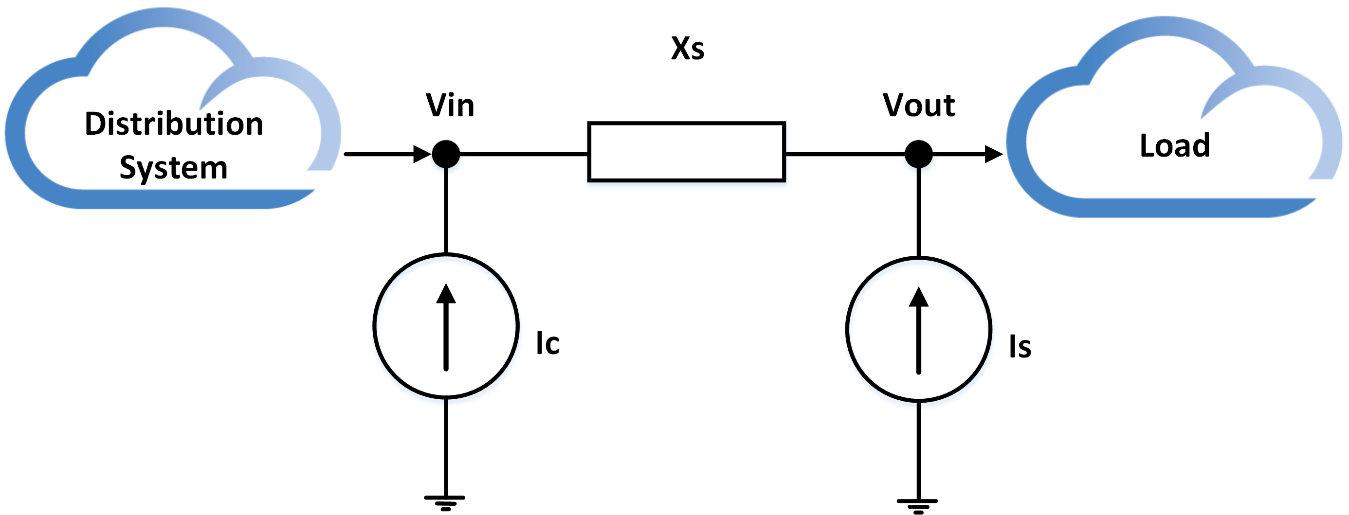 Xs
Vin
Vout
Distribution
System
Load
Ic
Is